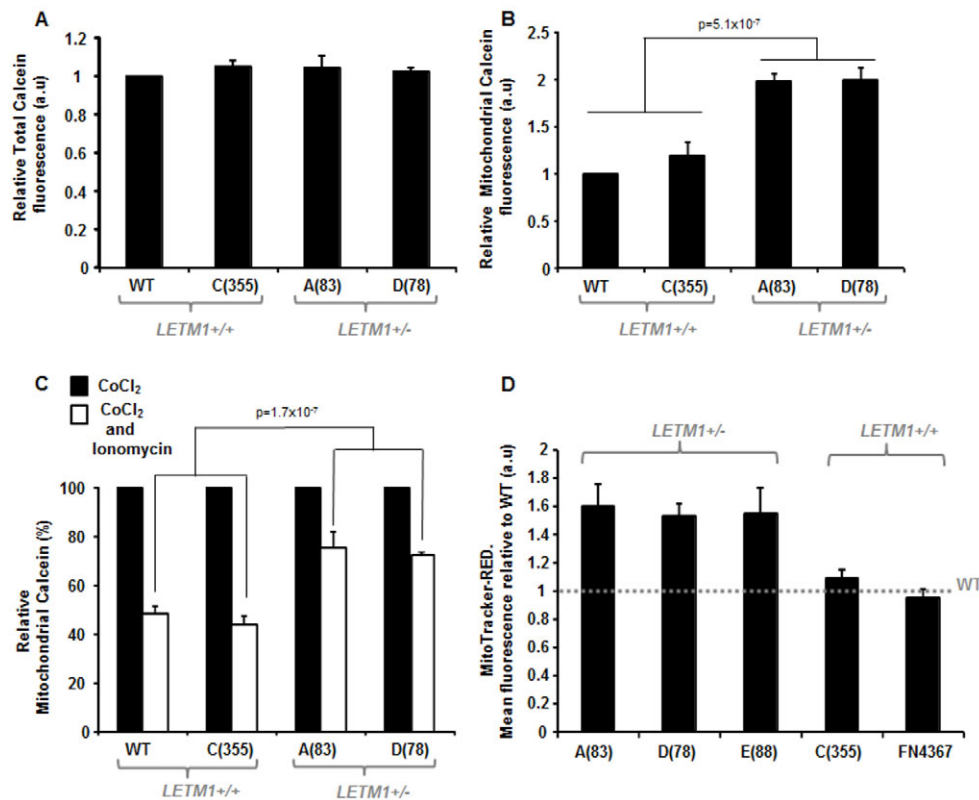 A
Relative Total Calcein
fluorescence (a.u)
1.2
1
0.8
0.6
0.4
0.2
0
WT
C(355)
A(83)
D(78)
LETM1+/+
LETM1+/-
B
Relative Mitochondrial Calcein
fluorescence (a.u)
p=5.1x10⁻⁷
2.5
2
1.5
1
0.5
0
WT
C(355)
A(83)
D(78)
LETM1+/+
LETM1+/-
C
CoCl₂
CoCl₂
and
Ionomycin
p=1.7x10⁻⁷
Relative
Mitochondrial Calcein (%)
100
80
60
40
20
0
WT
C(355)
A(83)
D(78)
LETM1+/+
LETM1+/-
D
LETM1+/-
LETM1+/+
MitoTracker-RED.
Mean fluorescence relative to WT (a.u)
2
1.8
1.6
1.4
1.2
1
0.8
0.6
0.4
0.2
0
WT
A(83)
D(78)
E(88)
C(355)
FN4367